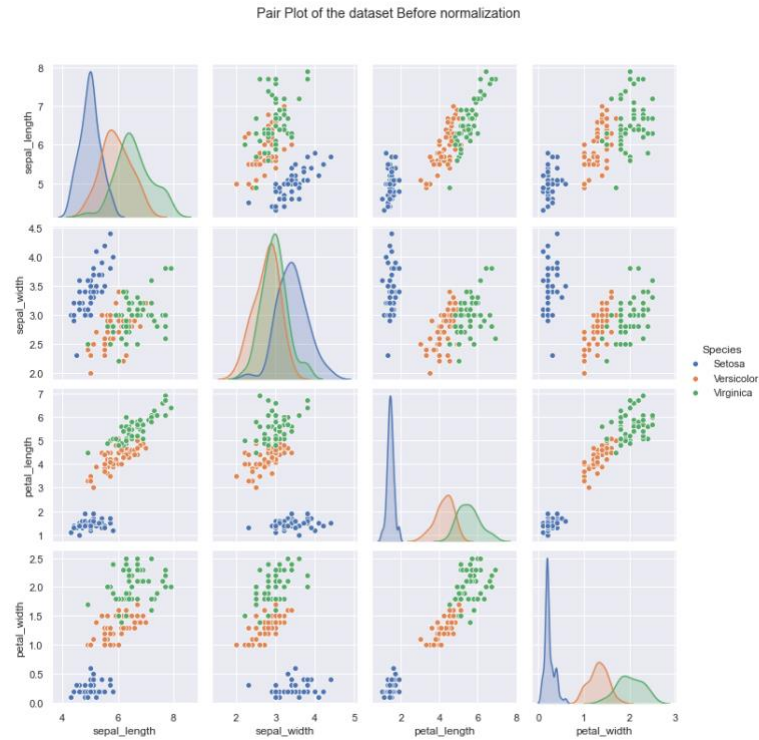 Pair Plot of the dataset Before normalization
sepal_length
8
7
6
5
sepal_width
4.5
4.0
3.5
3.0
2.5
2.0
Species
Setosa
Versicolor
Virginica
petal_length
7
6
5
4
3
2
1
petal_width
2.5
2.0
1.5
1.0
0.5
0.0
4 6 8
2 3 4 5
2 4 6 8
0 1 2 3
sepal_length
sepal_width
petal_length
petal_width